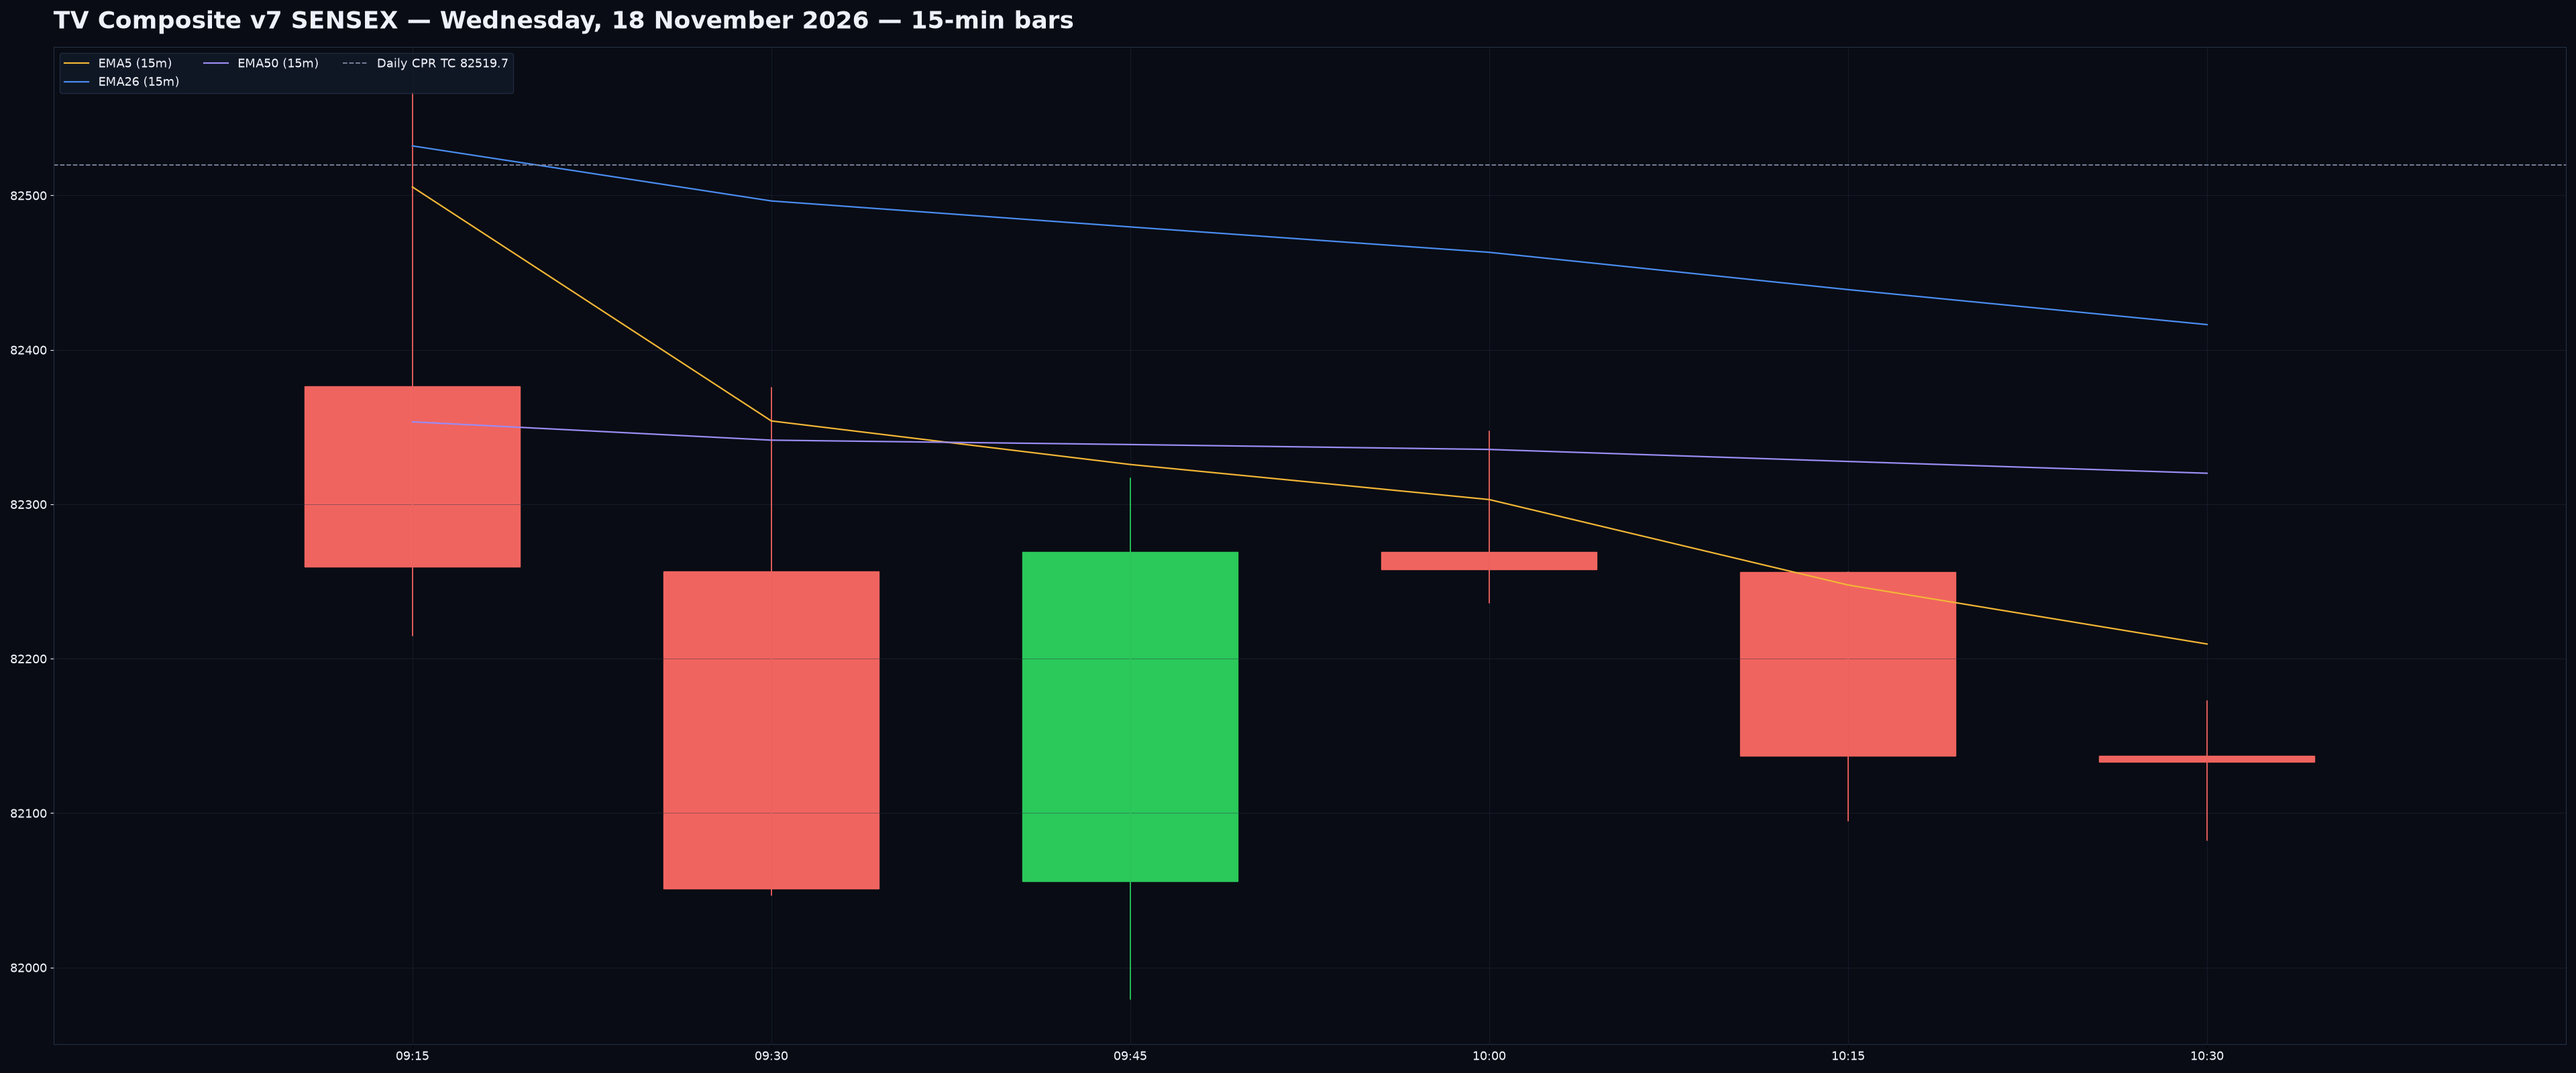 TV Composite v7 SENSEX — Wednesday, 18 November 2026 — 15-min bars
EMA5 (15m) EMA50 (15m) Daily CPR TC 82519.7
EMA26 (15m)
82500
82400
82300
82200
82100
82000
09:15 09:30 09:45 10:00 10:15 10:30